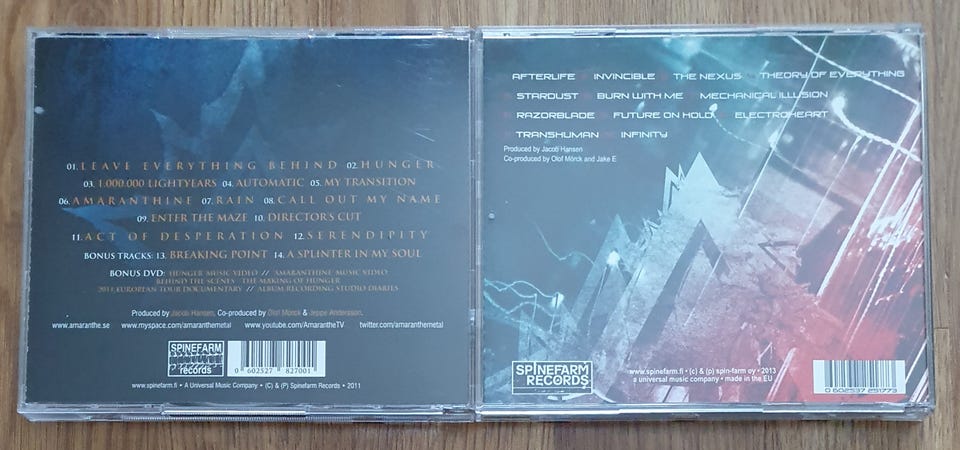 01. LEAVE EVERYTHING BEHIND 02. HUNGER
03. 1.000.000 LIGHTYEARS 04. AUTOMATIC 05. MY TRANSITION
06. AMARANTHINE 07. RAIN 08. CALL OUT MY NAME
09. ENTER THE MAZE 10. DIRECTOR'S CUT
11. ACT OF DESPERATION 12. SERENDIPITY
BONUS TRACKS: 13. BREAKING POINT 14. A SPLINTER IN MY SOUL
BONUS DVD: HUNGER MUSIC VIDEO // AMARANTHINE MUSIC VIDEO
BEHIND THE SCENES - THE MAKING OF HUNGER
2011 EUROPEAN TOUR DOCUMENTARY // ALBUM RECORDING STUDIO DIARIES
Produced by Jacob Hansen, Co-produced by Olof Mörck & Jeppe Andersson.
www.amaranthe.se www.myspace.com/amaranthemetal www.youtube.com/AmarantheTV twitter.com/amaranthemetal
SPINEFARM
records
0 602527 827001
www.spinefarm.fi • A Universal Music Company • (C) & (P) Spinefarm Records • 2011
AFTERLIFE INVINCIBLE THE NEXUS THEORY OF EVERYTHING
STARDUST BURN WITH ME MECHANICAL ILLUSION
RAZORBLADE FUTURE ON HOLD ELECTROHEART
TRANSHUMAN INFINITY
Produced by Jacob Hansen
Co-produced by Olof Mörck and Jake E
SPINEFARM
RECORDS
www.spinefarm.fi • (c) & (p) spin-farm oy • 2013
a universal music company • made in the EU
0 602537 251773